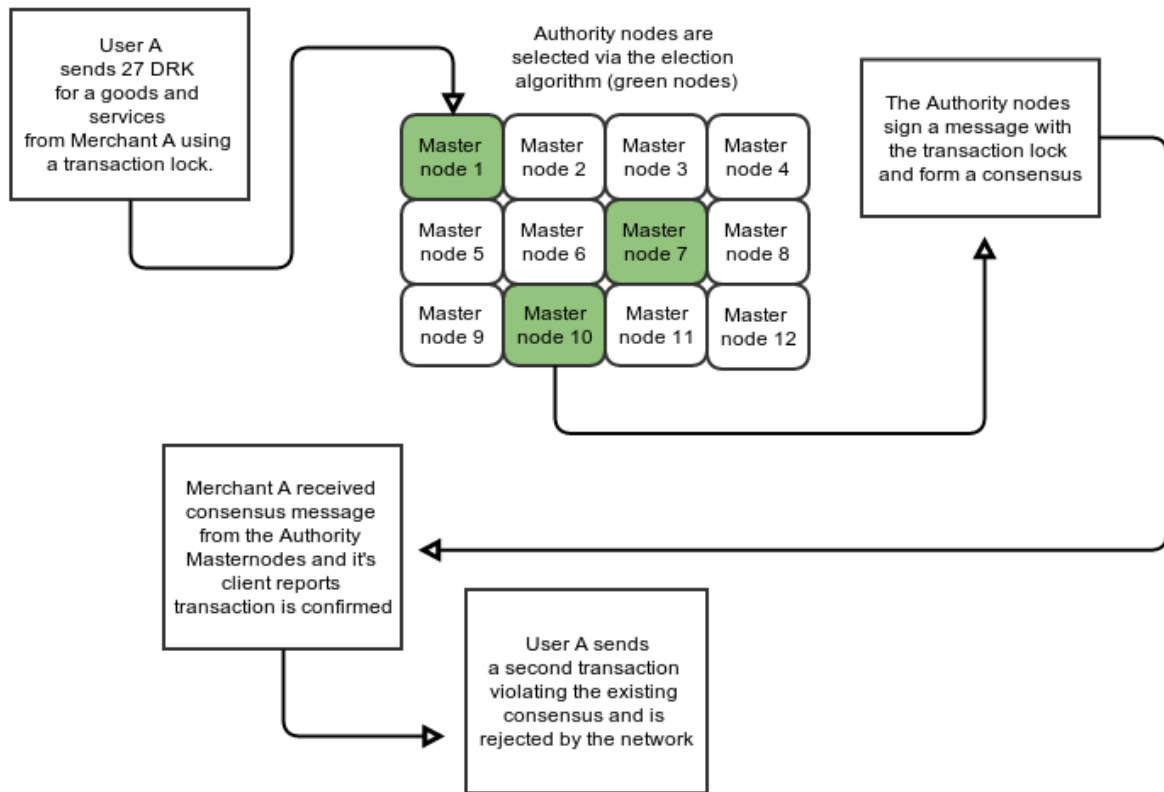 User A
sends 27 DRK
for a goods and
services
from Merchant A using
a transaction lock.
Authority nodes are
selected via the election
algorithm (green nodes)
Master
node 1
Master
node 2
Master
node 3
Master
node 4
Master
node 5
Master
node 6
Master
node 7
Master
node 8
Master
node 9
Master
node 10
Master
node 11
Master
node 12
The Authority nodes
sign a message with
the transaction lock
and form a consensus
Merchant A received
consensus message
from the Authority
Masternodes and it's
client reports
transaction is confirmed
User A sends
a second transaction
violating the existing
consensus and is
rejected by the network